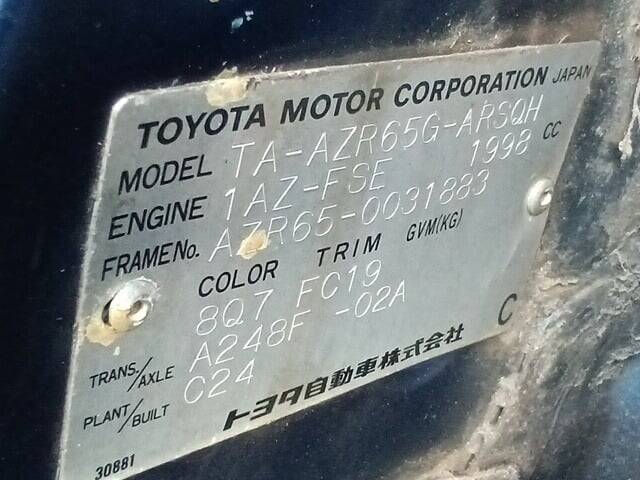 TOYOTA MOTOR CORPORATION JAPAN
MODEL TA-AZR65G-ARSQH
ENGINE 1AZ-FSE 1998 CC
FRAME No. AZR65-0031883
COLOR TRIM GVM(KG)
8Q7 FC19
TRANS/AXLE A248F -02A
PLANT/BUILT C24
トヨタ自動車株式会社 C
30881